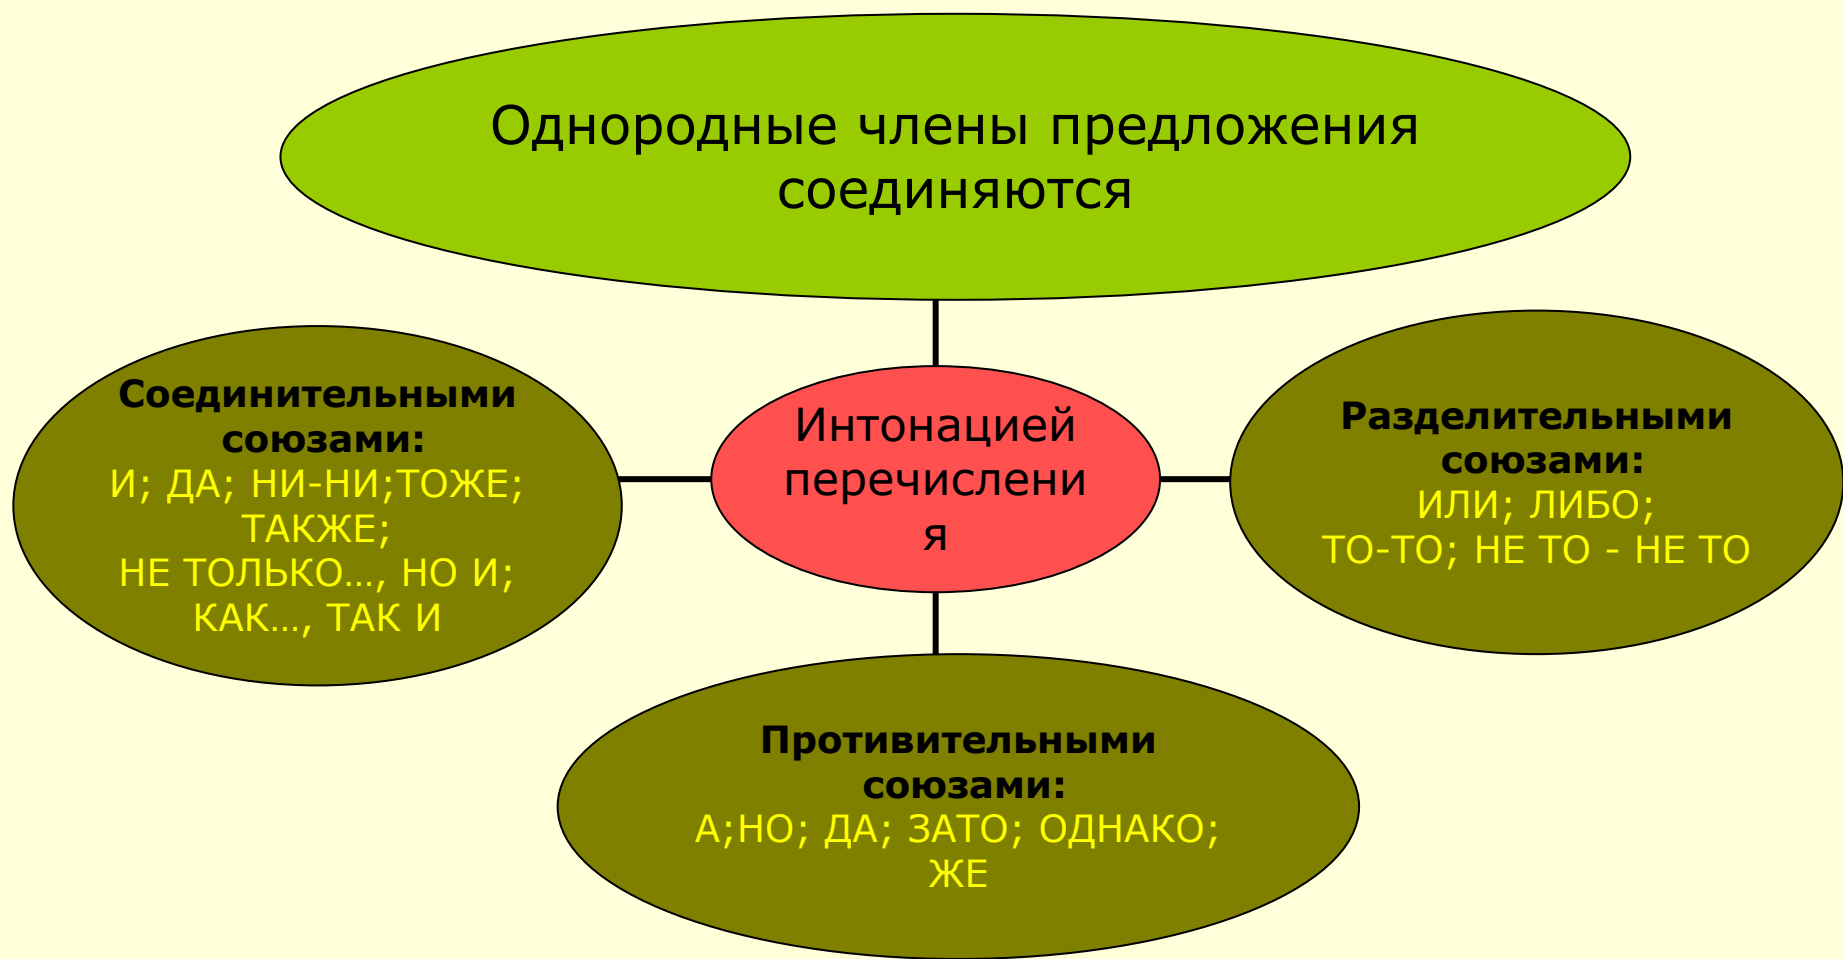 Однородные члены предложения
соединяются
Соединительными
союзами:
И; ДА; НИ-НИ;ТОЖЕ;
ТАКЖЕ;
НЕ ТОЛЬКО…, НО И;
КАК…, ТАК И
Интонацией
перечислени
я
Разделительными
союзами:
ИЛИ; ЛИБО;
ТО-ТО; НЕ ТО - НЕ ТО
Противительными
союзами:
А;НО; ДА; ЗАТО; ОДНАКО;
ЖЕ